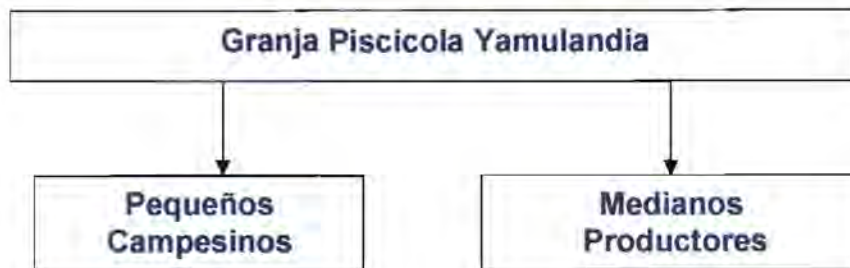 Granja Piscicola Yamulandia
Pequeños
Campesinos
Medianos
Productores